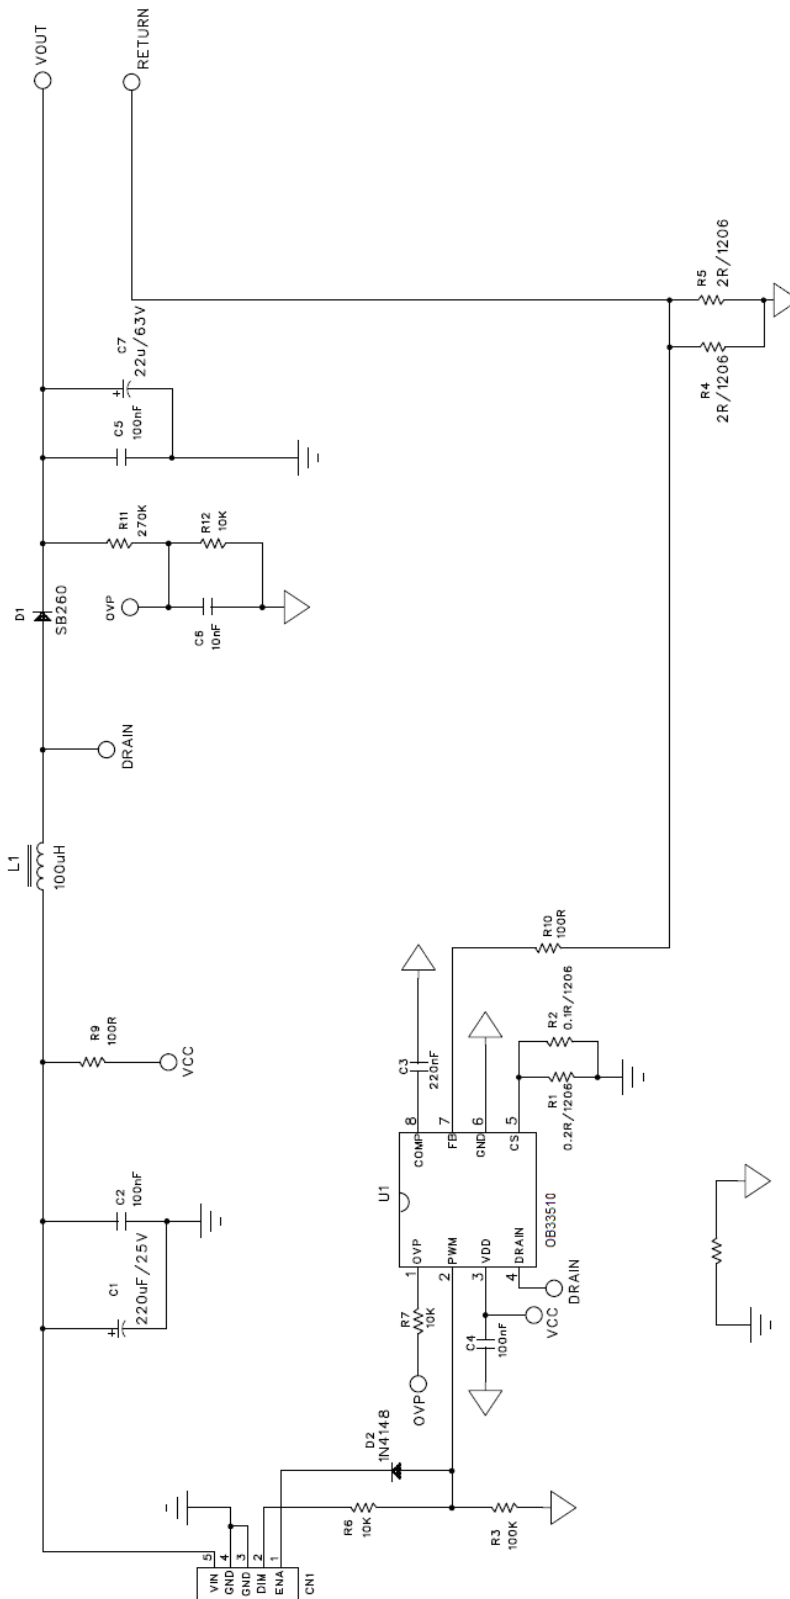 VOUT
RETURN
R5
2R/1206
R4
2R/1206
C7
22u/63V
+
C5
100nF
R11
270K
R12
10K
OVP
C6
10nF
D1
SB260
DRAIN
L1
100uH
R9
100R
VCC
C2
100nF
C1
220uF/25V
+
R10
100R
C3
220nF
R2
0.1R/1206
R1
0.2R/1206
U1
8
COMP
7
FB
6
GND
5
CS
OVP
1
PWM
2
VDD
3
DRAIN
4
OB33510
DRAIN
VCC
R7
10K
C4
100nF
OVP
D2
1N4148
R6
10K
R3
100K
5
VIN
4
GND
3
GND
2
DIM
1
ENA
CN1